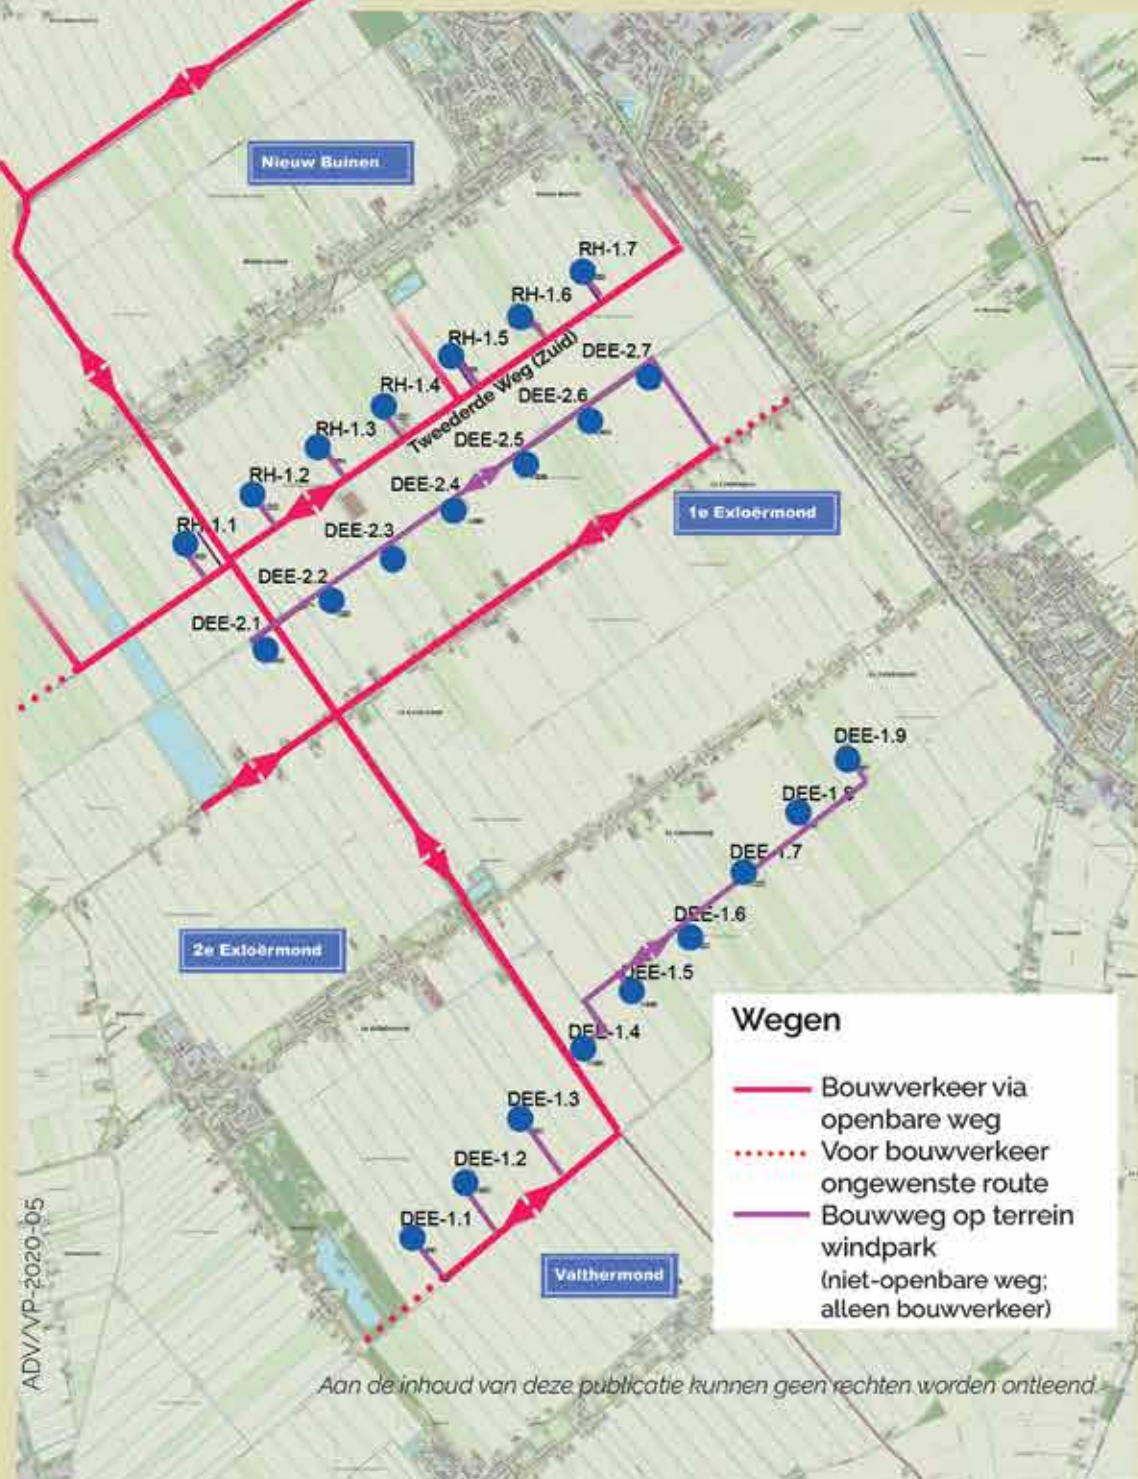 Nieuw Buinen
RH-1.7
RH-1.6
RH-1.5
DEE-2.7
RH-1.4
Tweederde Weg (Zuid)
DEE-2.6
RH-1.3
DEE-2.5
RH-1.2
DEE-2.4
1e Exloërmond
RH-1.1
DEE-2.3
DEE-2.2
DEE-2.1
DEE-1.9
DEE-1.8
DEE-1.7
DEE-1.6
2e Exloërmond
DEE-1.5
DEE-1.4
DEE-1.3
DEE-1.2
DEE-1.1
Valthermond
Wegen
Bouwverkeer via
openbare weg
Voor bouwverkeer
ongewenste route
Bouwweg op terrein
windpark
(niet-openbare weg;
alleen bouwverkeer)
ADV/VP-2020-05
Aan de inhoud van deze publicatie kunnen geen rechten worden ontleend.